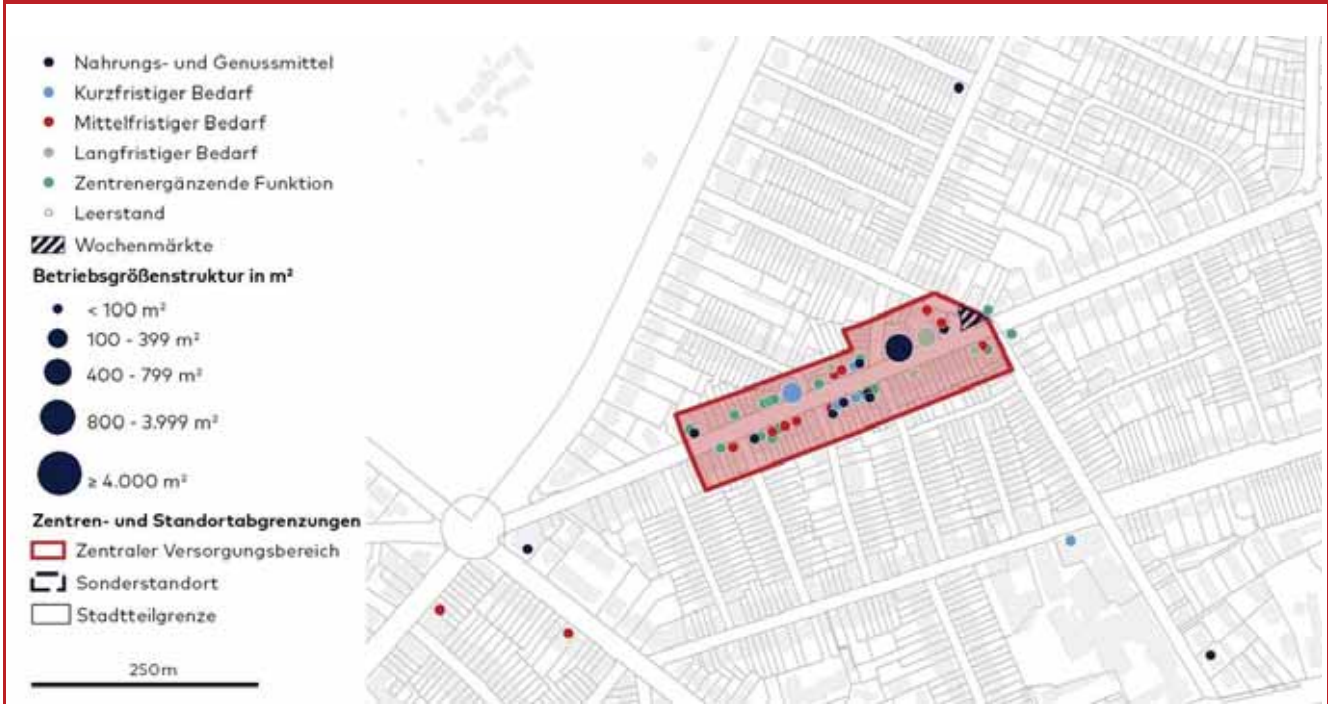 Nahrungs- und Genussmittel
Kurzfristiger Bedarf
Mittelfristiger Bedarf
Langfristiger Bedarf
Zentrenergänzende Funktion
Leerstand
Wochenmärkte
Betriebsgrößenstruktur in m²
< 100 m²
100 - 399 m²
400 - 799 m²
800 - 3.999 m²
≥ 4.000 m²
Zentren- und Standortabgrenzungen
Zentraler Versorgungsbereich
Sonderstandort
Stadtteilgrenze
250m